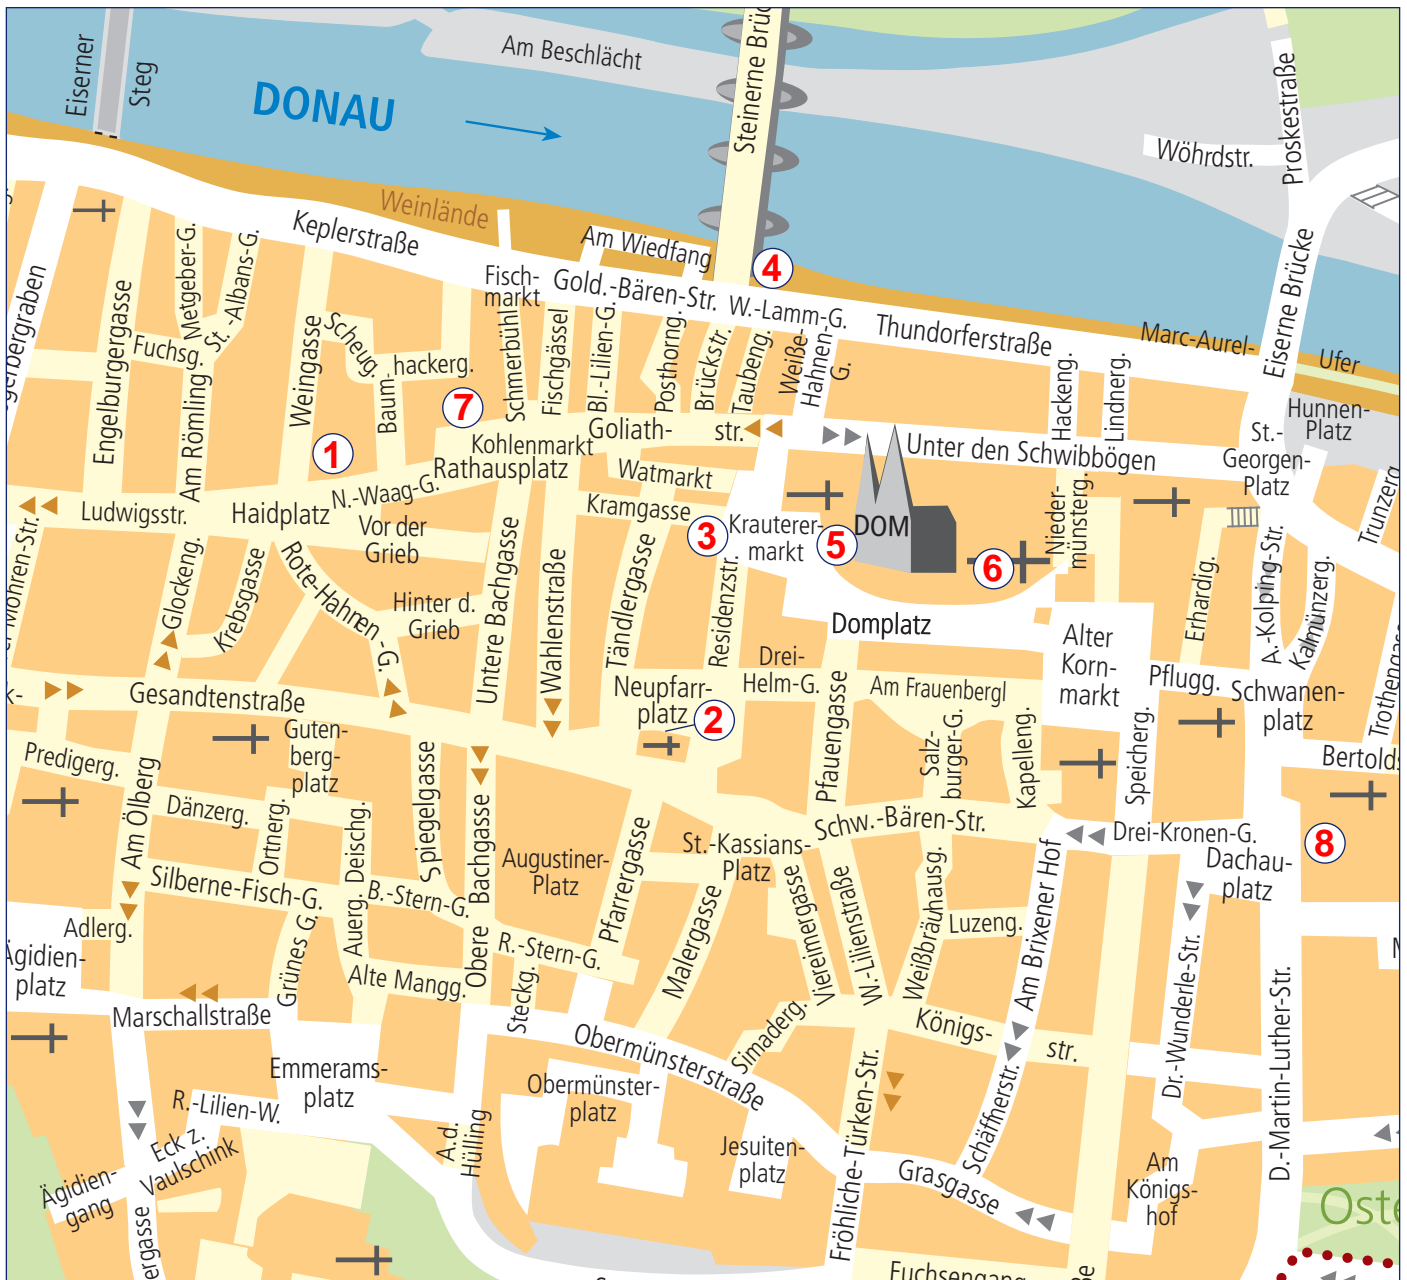 Eiserner
Steg
DONAU
Am Beschlächt
Steinerne Brüc
Wöhrdstr.
Proskestraße
Weinlände
Keplerstraße
Am Wiedfang
4
Fisch-
markt
Gold.-Bären-Str.
W.-Lamm-G.
Thundorferstraße
Marc-Aurel-
Ufer
Eiserne Brücke
Engelburgergasse
Metgeber-G.
St.-Albans-G.
Fuchsg.
Am Römling
Weingasse
Scheug.
Baum.
hackerg.
7
1
Schmerbühl
Fischgässel
Bl.-Lilien-G.
Posthorng.
Brückstr.
Taubeng.
Weiße-
Hahnen-
G.
Hackeng.
Lindnerg.
Hunnen-
Platz
St.-
Georgen-
Platz
Goliath-
str.
Kohlenmarkt
Rathausplatz
Unter den Schwibbögen
Watmarkt
N.-Waag-G.
Kramgasse
Ludwigsstr.
Haidplatz
Vor der
Grieb
3
Krauterer-
markt
5
DOM
6
Nieder-
münsterg.
Trunzerg.
Glockeng.
Krebsgasse
Rote-Hahnen-G.
Hinter d.
Grieb
Untere Bachgasse
Wahlenstraße
Tändlergasse
Residenzstr.
Domplatz
Alter
Korn-
markt
Erhardig.
A.-Kolping-Str.
Kalmünzerg.
Trothengasse
Drei-
Helm-G.
Am Frauenbergl
Pflugg.
Schwanen-
platz
Gesandtenstraße
Neupfarr-
platz
2
Pfauengasse
Salz-
burger-G.
Kapelleng.
Speicherg.
Bertolds
Predigerg.
Guten-
berg-
platz
Am Ölberg
Dänzerg.
Ortnerg.
Deischg.
Spiegelgasse
Bachgasse
Obere
Augustiner-
Platz
Pfarrergasse
St.-Kassians-
Platz
Schw.-Bären-Str.
Drei-Kronen-G.
Dachau-
platz
8
Silberne-Fisch-G.
B.-Stern-G.
Auerg.
Grünes G.
Adlerg.
Ägidien-
platz
Alte Mangg.
R.-Stern-G.
Steckg.
Malergasse
Viereimergasse
W.-Lilienstraße
Weißbräuhausg.
Luzeng.
Am Brixener Hof
Dr.-Wunderle-Str.
D.-Martin-Luther-Str.
Marschallstraße
Simaderg.
Königs-
str.
Obermünsterstraße
Emmerams-
platz
Obermünster-
platz
R.-Lilien-W.
A.d.
Hülling
Jesuiten-
platz
Fröhliche-Türken-Str.
Schäffnerstr.
Grasgasse
Am
Königs-
hof
Eck z.
Vaulschink
Ägidien-
gang
ergasse
Oste
Fuchsengang